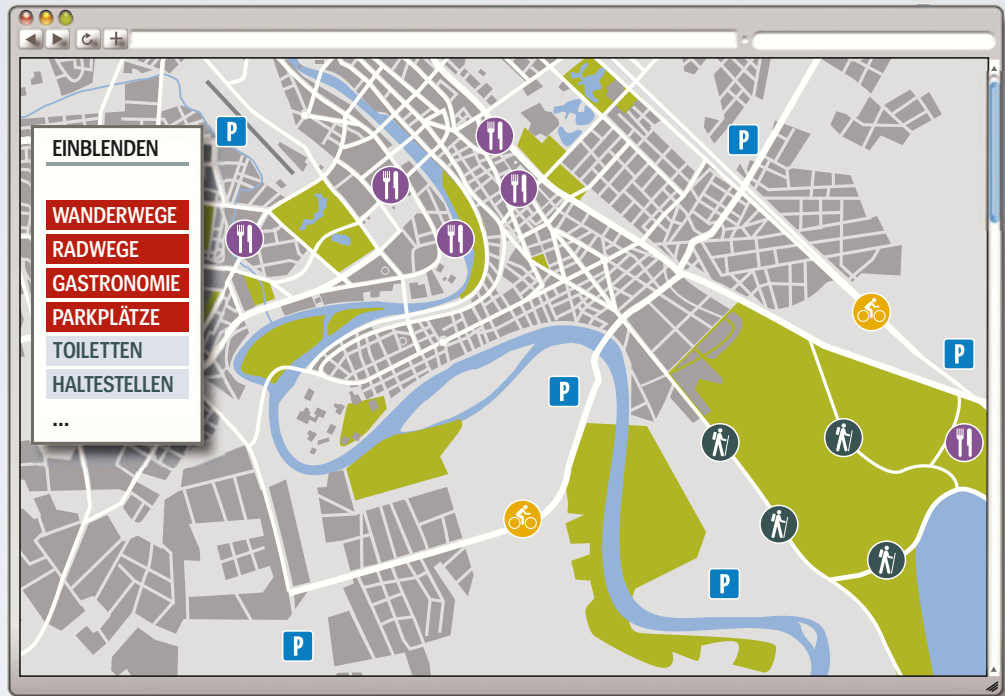 EINBLENDEN
WANDERWEGE
RADWEGE
GASTRONOMIE
PARKPLÄTZE
TOILETTEN
HALTESTELLEN
...
P
P
P
P
P
P